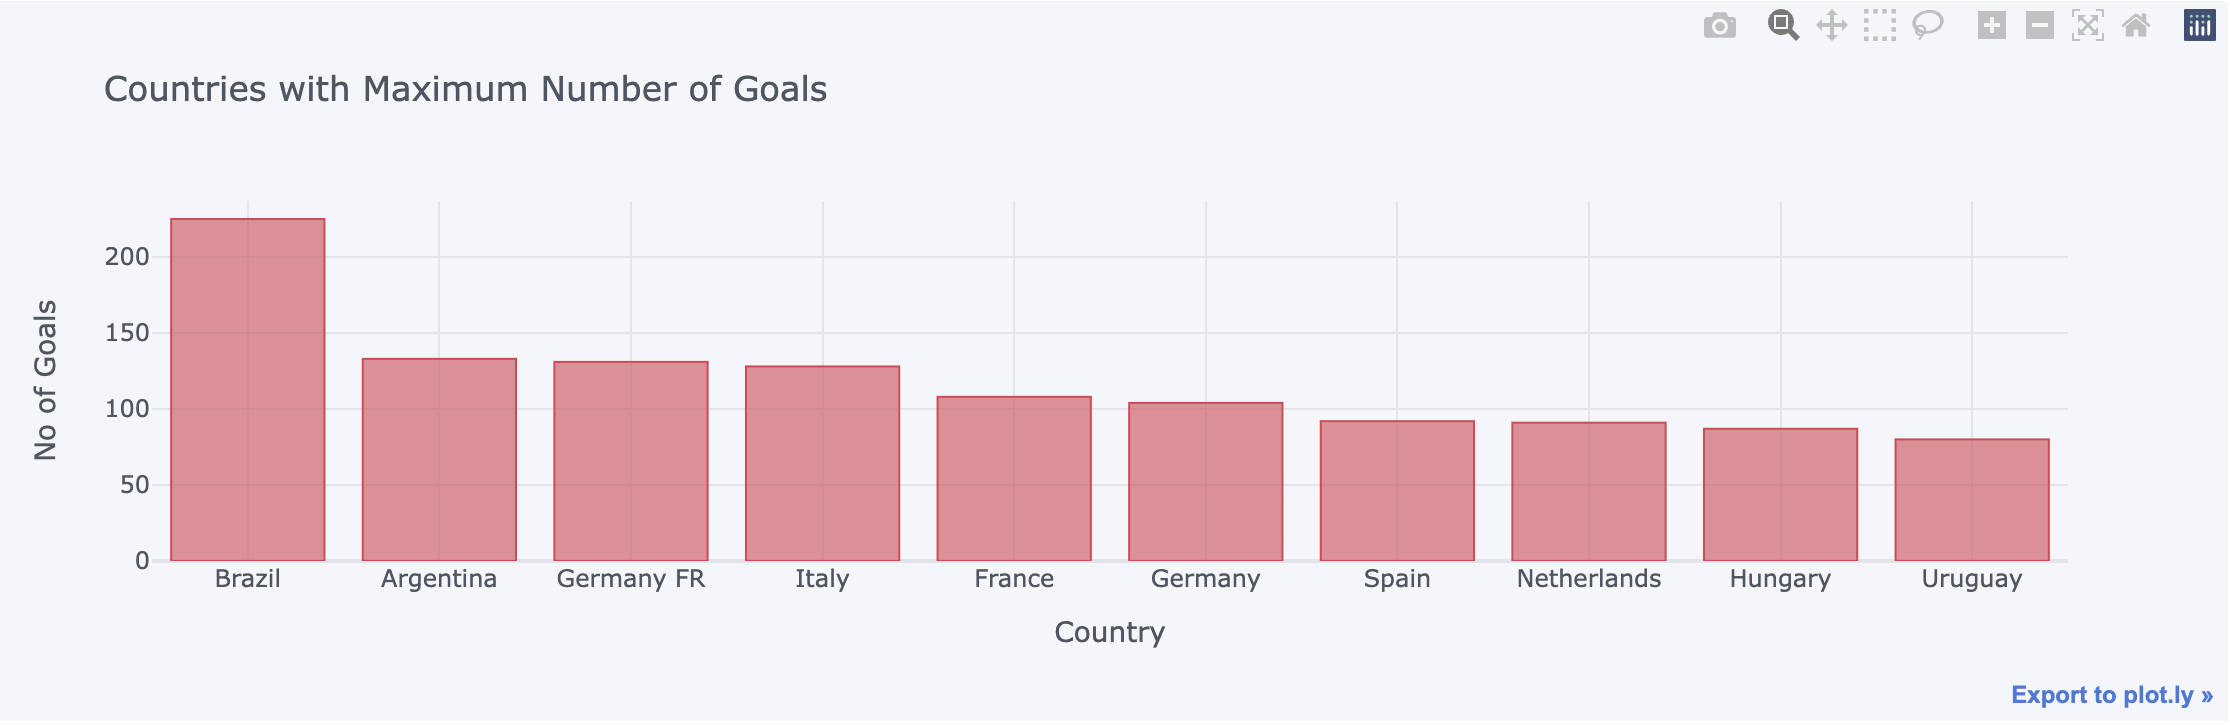 Countries with Maximum Number of Goals
No of Goals
200
150
100
50
0
Brazil Argentina Germany FR Italy France Germany Spain Netherlands Hungary Uruguay
Country
Export to plot.ly »